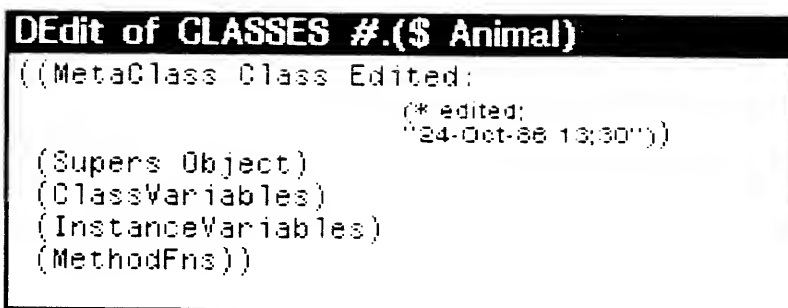 DEdit of CLASSES #.($ Animal)
((MetaClass Class Edited:
(* edited:
"24-Oct-86 13:30"))
(Supers Object)
(ClassVariables)
(InstanceVariables)
(MethodFns))